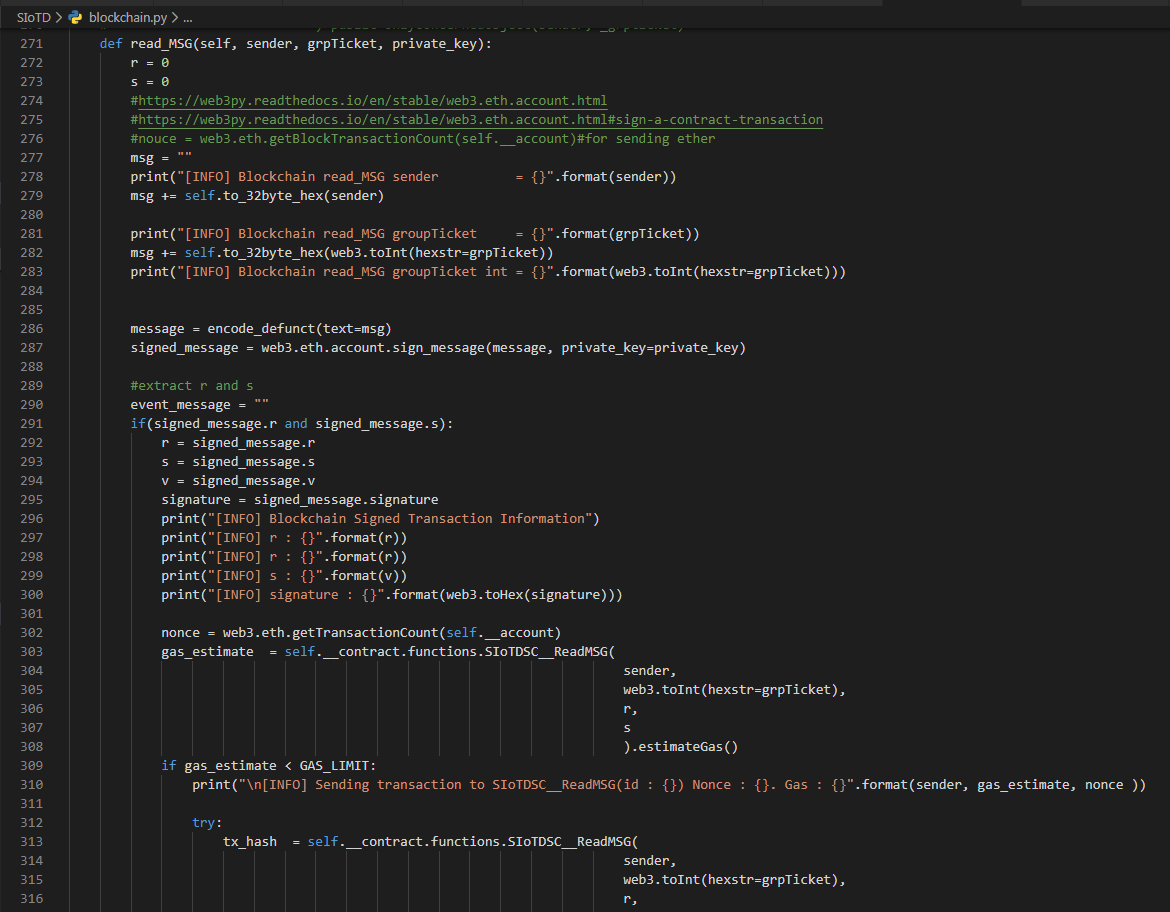 SIoTD > blockchain.py > ...
271 def read_MSG(self, sender, grpTicket, private_key):
272 r = 0
273 s = 0
274 #https://web3py.readthedocs.io/en/stable/web3.eth.account.html
275 #https://web3py.readthedocs.io/en/stable/web3.eth.account.html#sign-a-contract-transaction
276 #nouce = web3.eth.getBlockTransactionCount(self.__account)#for sending ether
277 msg = ""
278 print("[INFO] Blockchain read_MSG sender          = {}".format(sender))
279 msg += self.to_32byte_hex(sender)
280
281 print("[INFO] Blockchain read_MSG groupTicket     = {}".format(grpTicket))
282 msg += self.to_32byte_hex(web3.toInt(hexstr=grpTicket))
283 print("[INFO] Blockchain read_MSG groupTicket int = {}".format(web3.toInt(hexstr=grpTicket)))
284
285
286 message = encode_defunct(text=msg)
287 signed_message = web3.eth.account.sign_message(message, private_key=private_key)
288
289 #extract r and s
290 event_message = ""
291 if(signed_message.r and signed_message.s):
292 r = signed_message.r
293 s = signed_message.s
294 v = signed_message.v
295 signature = signed_message.signature
296 print("[INFO] Blockchain Signed Transaction Information")
297 print("[INFO] r : {}".format(r))
298 print("[INFO] r : {}".format(r))
299 print("[INFO] s : {}".format(v))
300 print("[INFO] signature : {}".format(web3.toHex(signature)))
301
302 nonce = web3.eth.getTransactionCount(self.__account)
303 gas_estimate  = self.__contract.functions.SIoTDSC__ReadMSG(
304 sender,
305 web3.toInt(hexstr=grpTicket),
306 r,
307 s
308 ).estimateGas()
309 if gas_estimate < GAS_LIMIT:
310 print("\n[INFO] Sending transaction to SIoTDSC__ReadMSG(id : {}) Nonce : {}. Gas : {}".format(sender, gas_estimate, nonce ))
311
312 try:
313 tx_hash  = self.__contract.functions.SIoTDSC__ReadMSG(
314 sender,
315 web3.toInt(hexstr=grpTicket),
316 r,